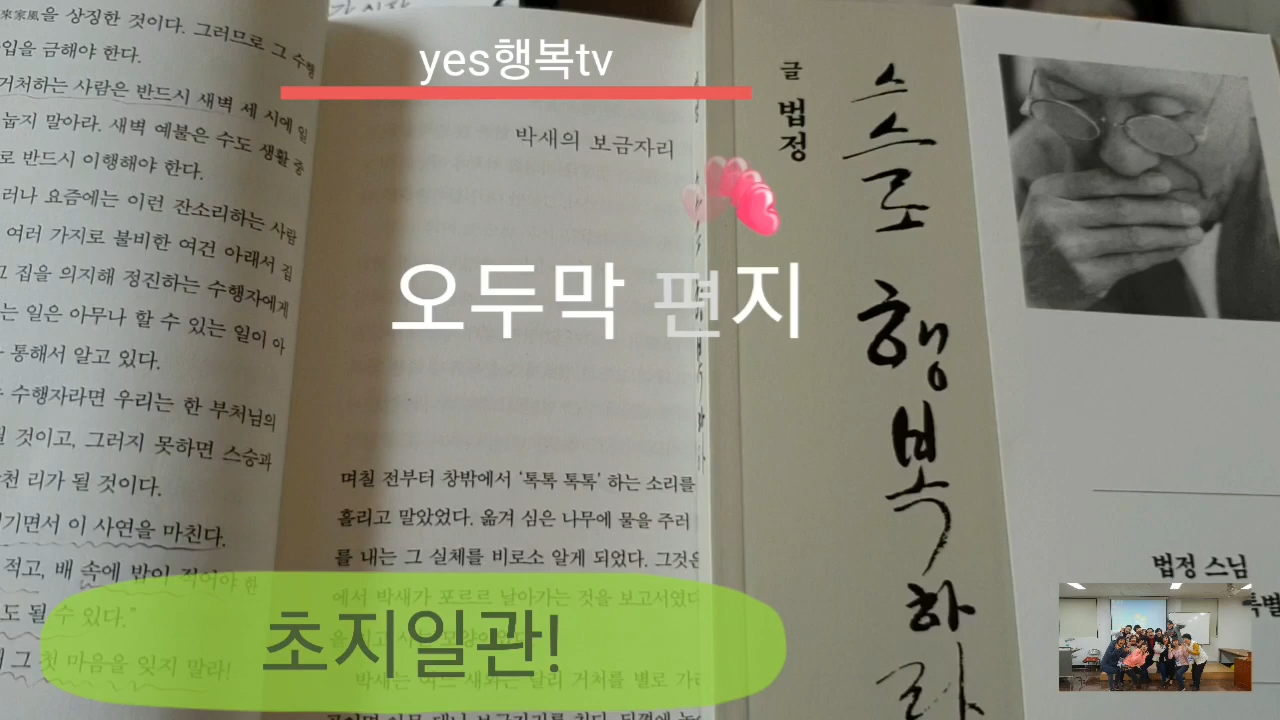 yes행복tv
오두막 편지
초지일관!
來家風을 상징한 것이다. 그러므로 그 수행
입을 금해야 한다.
거처하는 사람은 반드시 새벽 세 시에 일
눕지 말아라. 새벽 예불은 수도 생활 중
로 반드시 이행해야 한다.
러나 요즘에는 이런 잔소리하는 사람
여러 가지로 불비한 여건 아래서 집
집을 의지해 정진하는 수행자에게
는 일은 아무나 할 수 있는 일이 아
통해서 알고 있다.
수행자라면 우리는 한 부처님의
될 것이고, 그러지 못하면 스승과
천 리가 될 것이다.
기면서 이 사연을 마친다.
적고, 배 속에 밥이 적어야 한
도 될 수 있다."
그 첫 마음을 잊지 말라!
박새의 보금자리
며칠 전부터 창밖에서 '톡톡 톡톡' 하는 소리를
흘리고 말았었다. 옮겨 심은 나무에 물을 주러
를 내는 그 실체를 비로소 알게 되었다. 그것은
에서 박새가 포르르 날아가는 것을 보고서였다
박새는 여느 새와는 달리 거처를 별로 가리
글 법정
스스로 행복하라
법정 스님
특별